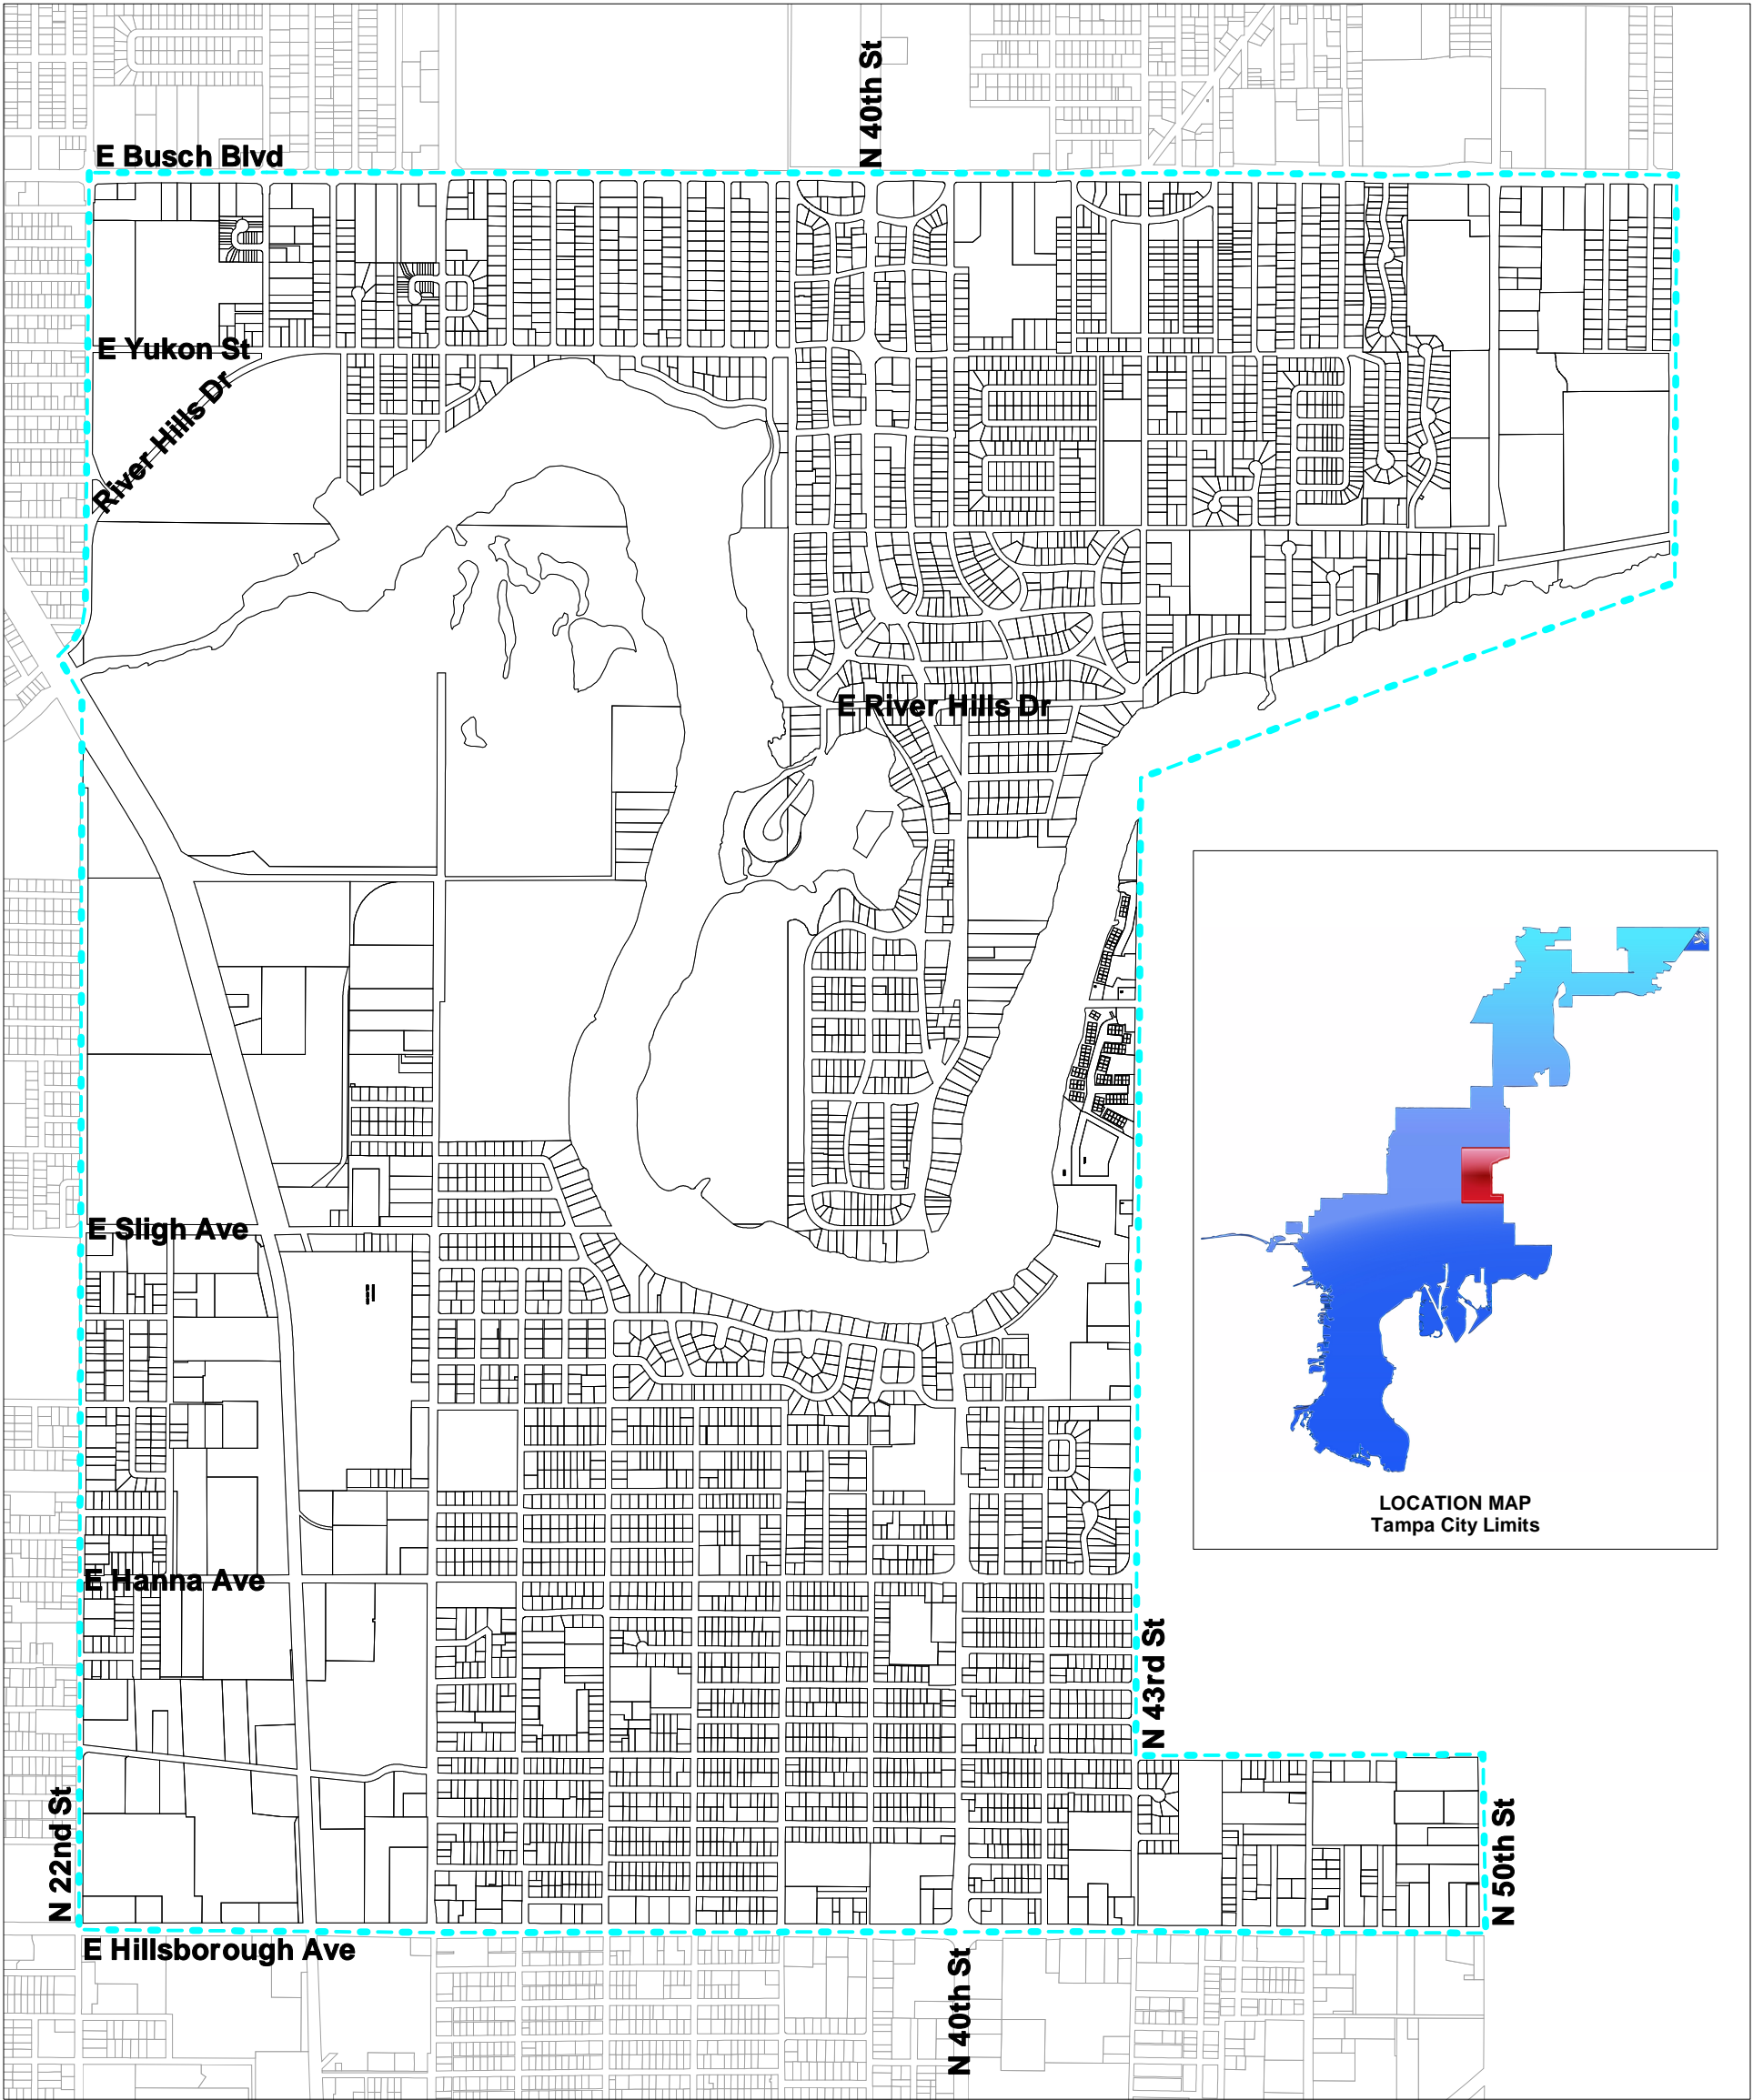 N 40th St
E Busch Blvd
E Yukon St
River Hills Dr
E River Hills Dr
E Sligh Ave
LOCATION MAP
Tampa City Limits
E Hanna Ave
N 43rd St
N 22nd St
N 50th St
E Hillsborough Ave
N 40th St